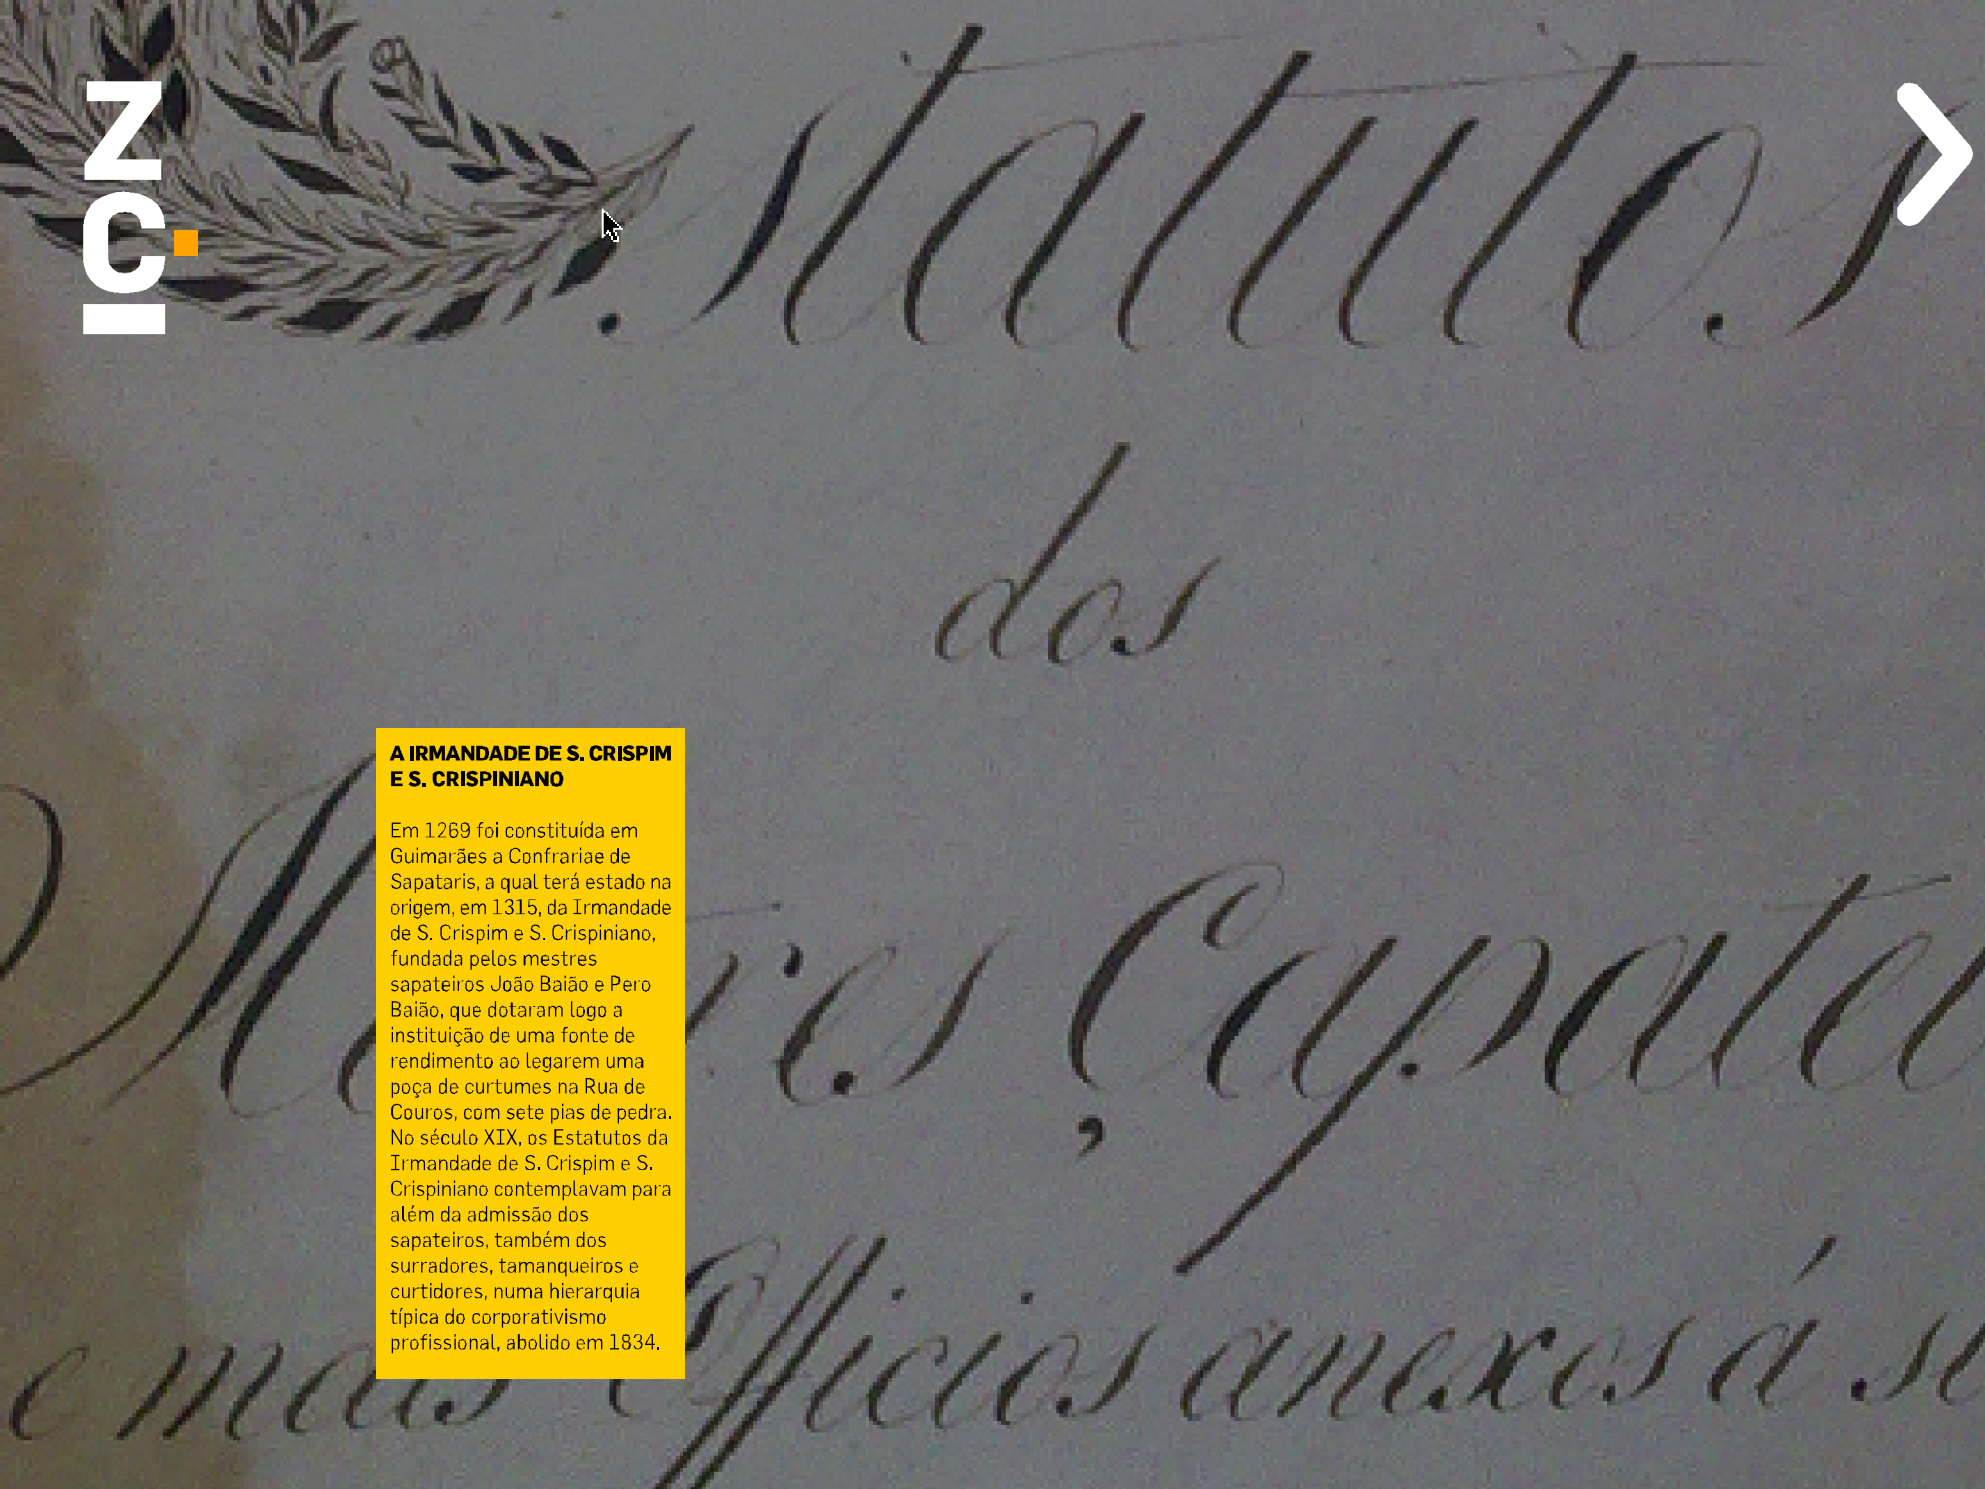 ZC
statutos
dos
res Çapatei
A IRMANDADE DE S. CRISPIM
E S. CRISPINIANO
Em 1269 foi constituída em
Guimarães a Confrariae de
Sapataris, a qual terá estado na
origem, em 1315, da Irmandade
de S. Crispim e S. Crispiniano,
fundada pelos mestres
sapateiros João Baião e Pero
Baião, que dotaram logo a
instituição de uma fonte de
rendimento ao legarem uma
poça de curtumes na Rua de
Couros, com sete pias de pedra.
No século XIX, os Estatutos da
Irmandade de S. Crispim e S.
Crispiniano contemplavam para
além da admissão dos
sapateiros, também dos
surradores, tamanqueiros e
curtidores, numa hierarquia
típica do corporativismo
profissional, abolido em 1834.
e mais Officios anexos á se